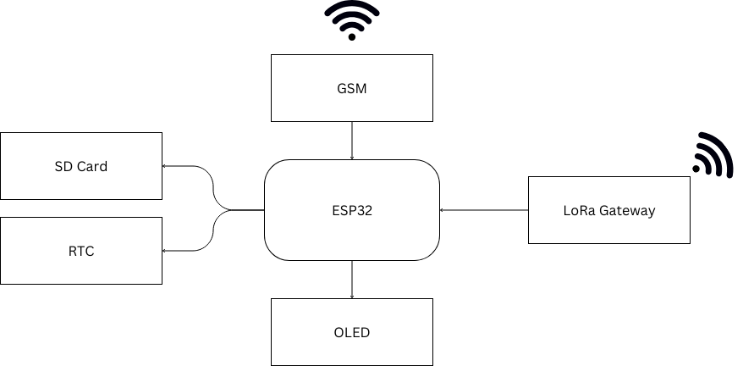 GSM
SD Card
ESP32
LoRa Gateway
RTC
OLED